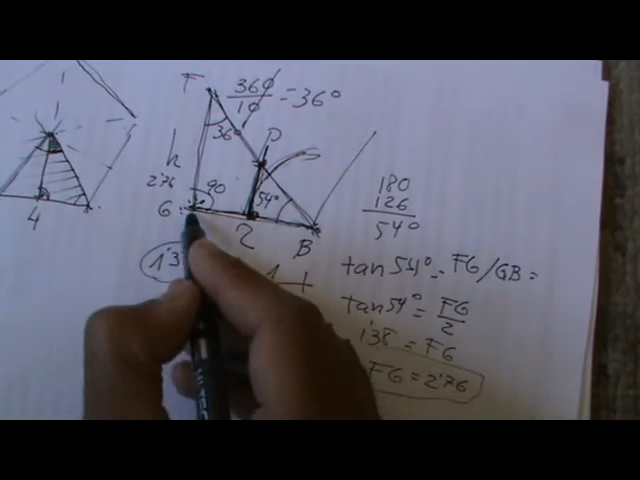 F
360/10 = 36°
36°
P
h
2'76
90
54°
G
2
B
4
180
126
54°
1'3
1
tan 54° = FG/GB =
tan 54° = FG/2
1'38 = FG
FG = 2'76